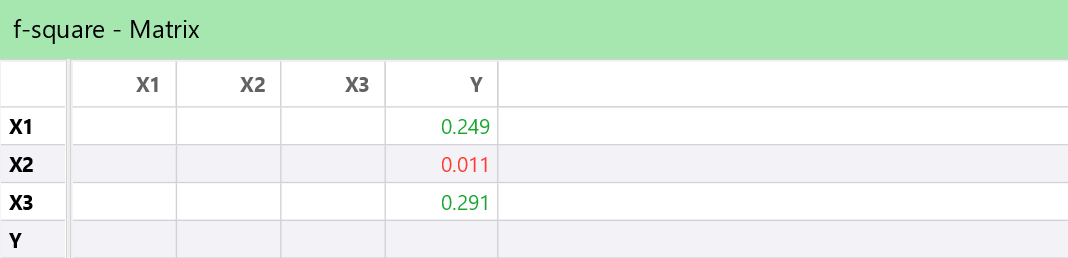 f-square - Matrix
X1 X2 X3 Y
X1 0.249
X2 0.011
X3 0.291
Y